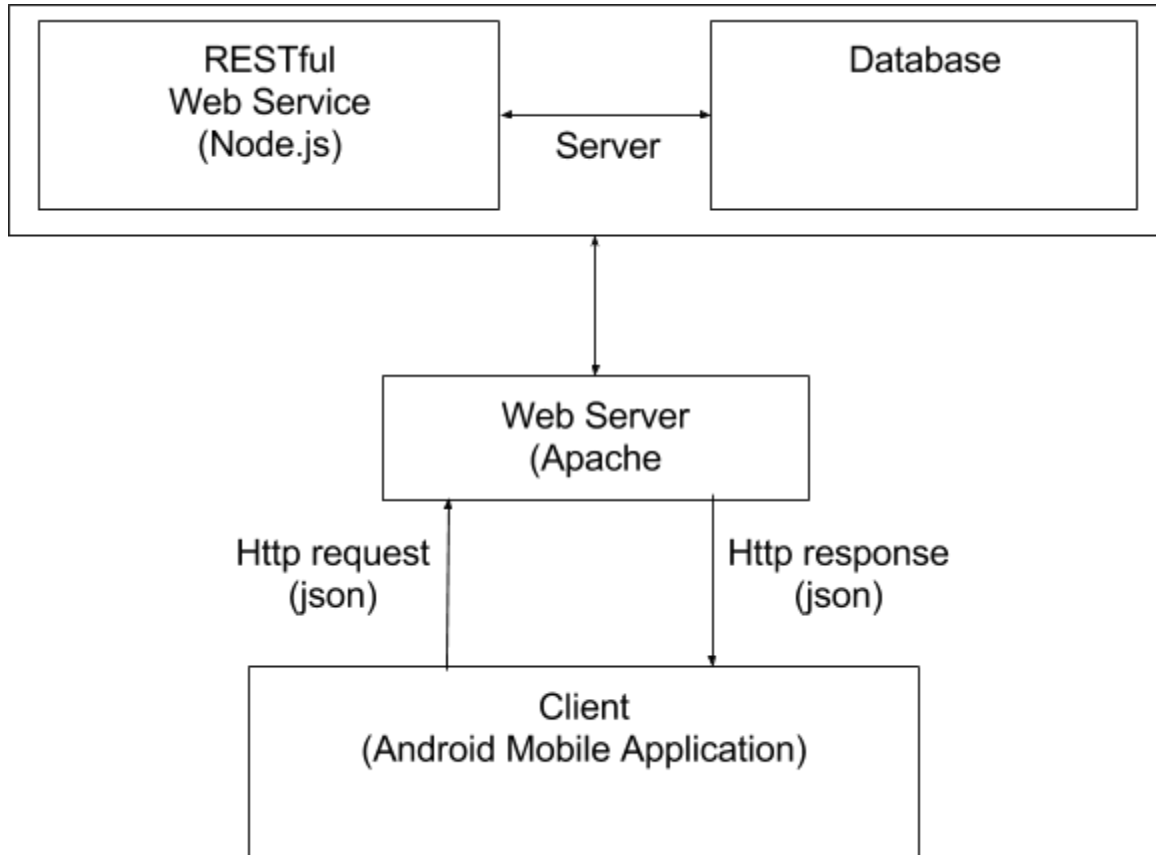 RESTful
Web Service
(Node.js)
Server
Database
Web Server
(Apache
Http request
(json)
Http response
(json)
Client
(Android Mobile Application)